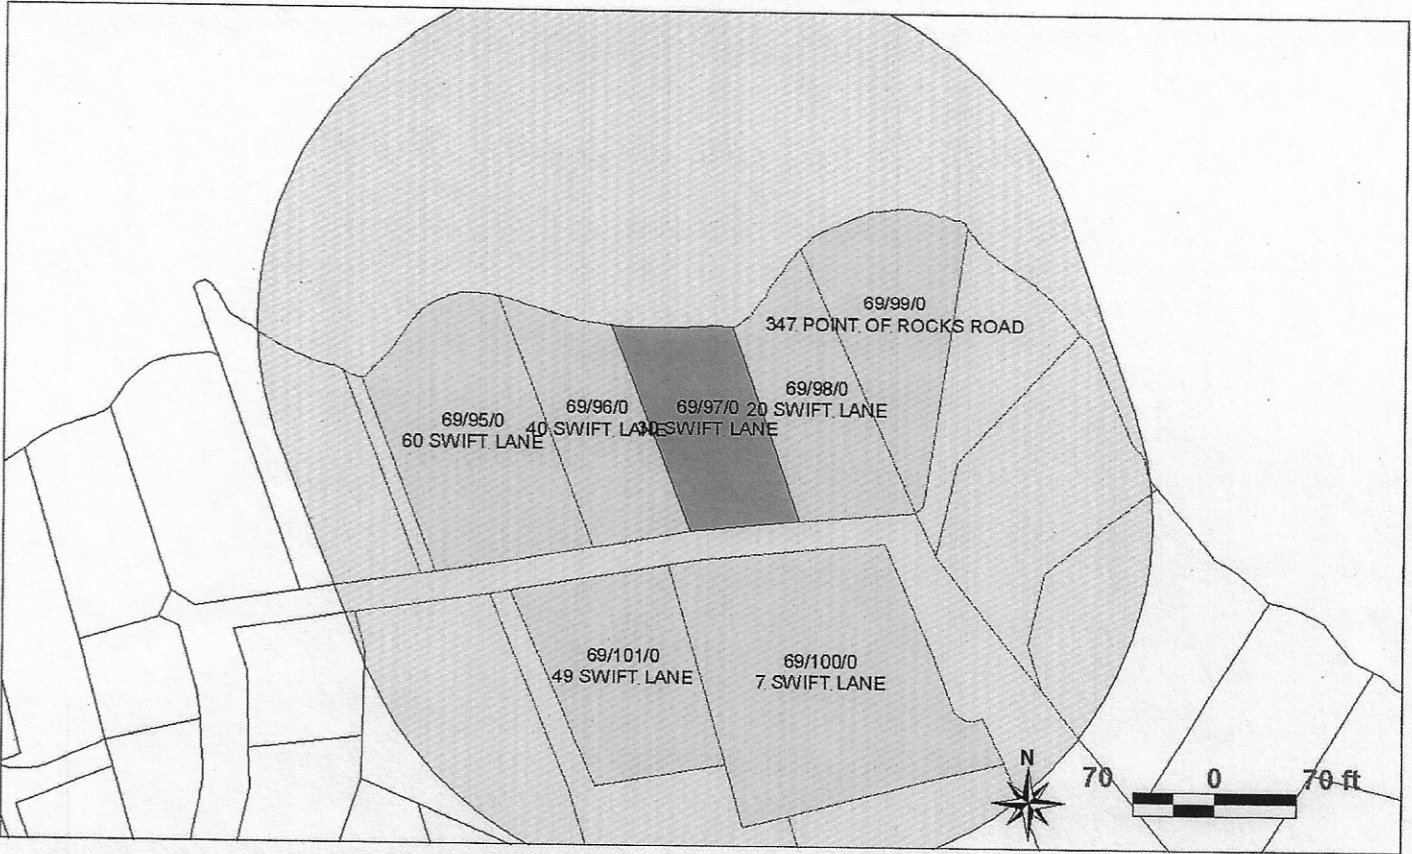 69/99/0
347 POINT OF ROCKS ROAD
69/98/0
20 SWIFT LANE
69/97/0
30 SWIFT LANE
69/96/0
40 SWIFT LANE
69/95/0
60 SWIFT LANE
69/101/0
49 SWIFT LANE
69/100/0
7 SWIFT LANE
N
70 0 70 ft